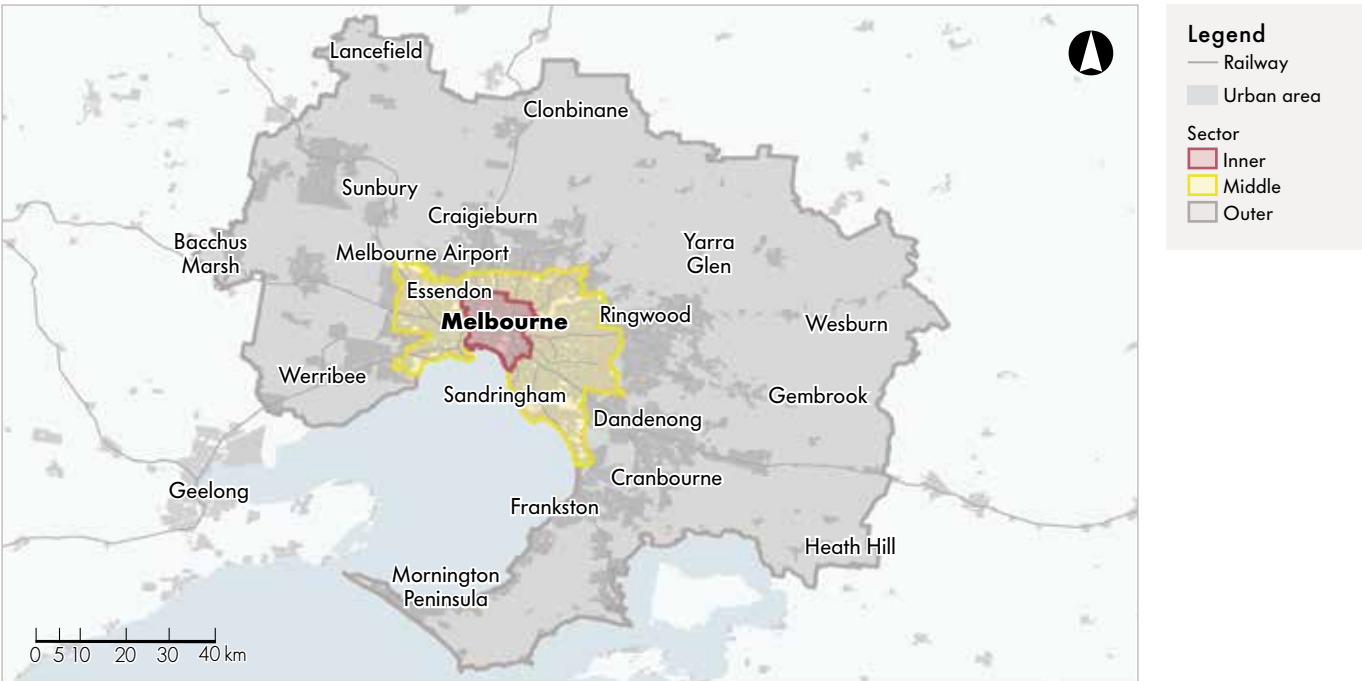 Lancefield
Clonbinane
Sunbury
Craigieburn
Bacchus
Marsh
Melbourne Airport
Yarra
Glen
Essendon
Melbourne
Ringwood
Wesburn
Werribee
Sandringham
Gembrook
Dandenong
Cranbourne
Geelong
Frankston
Heath Hill
Mornington
Peninsula
0 5 10 20 30 40 km
Legend
Railway
Urban area
Sector
Inner
Middle
Outer